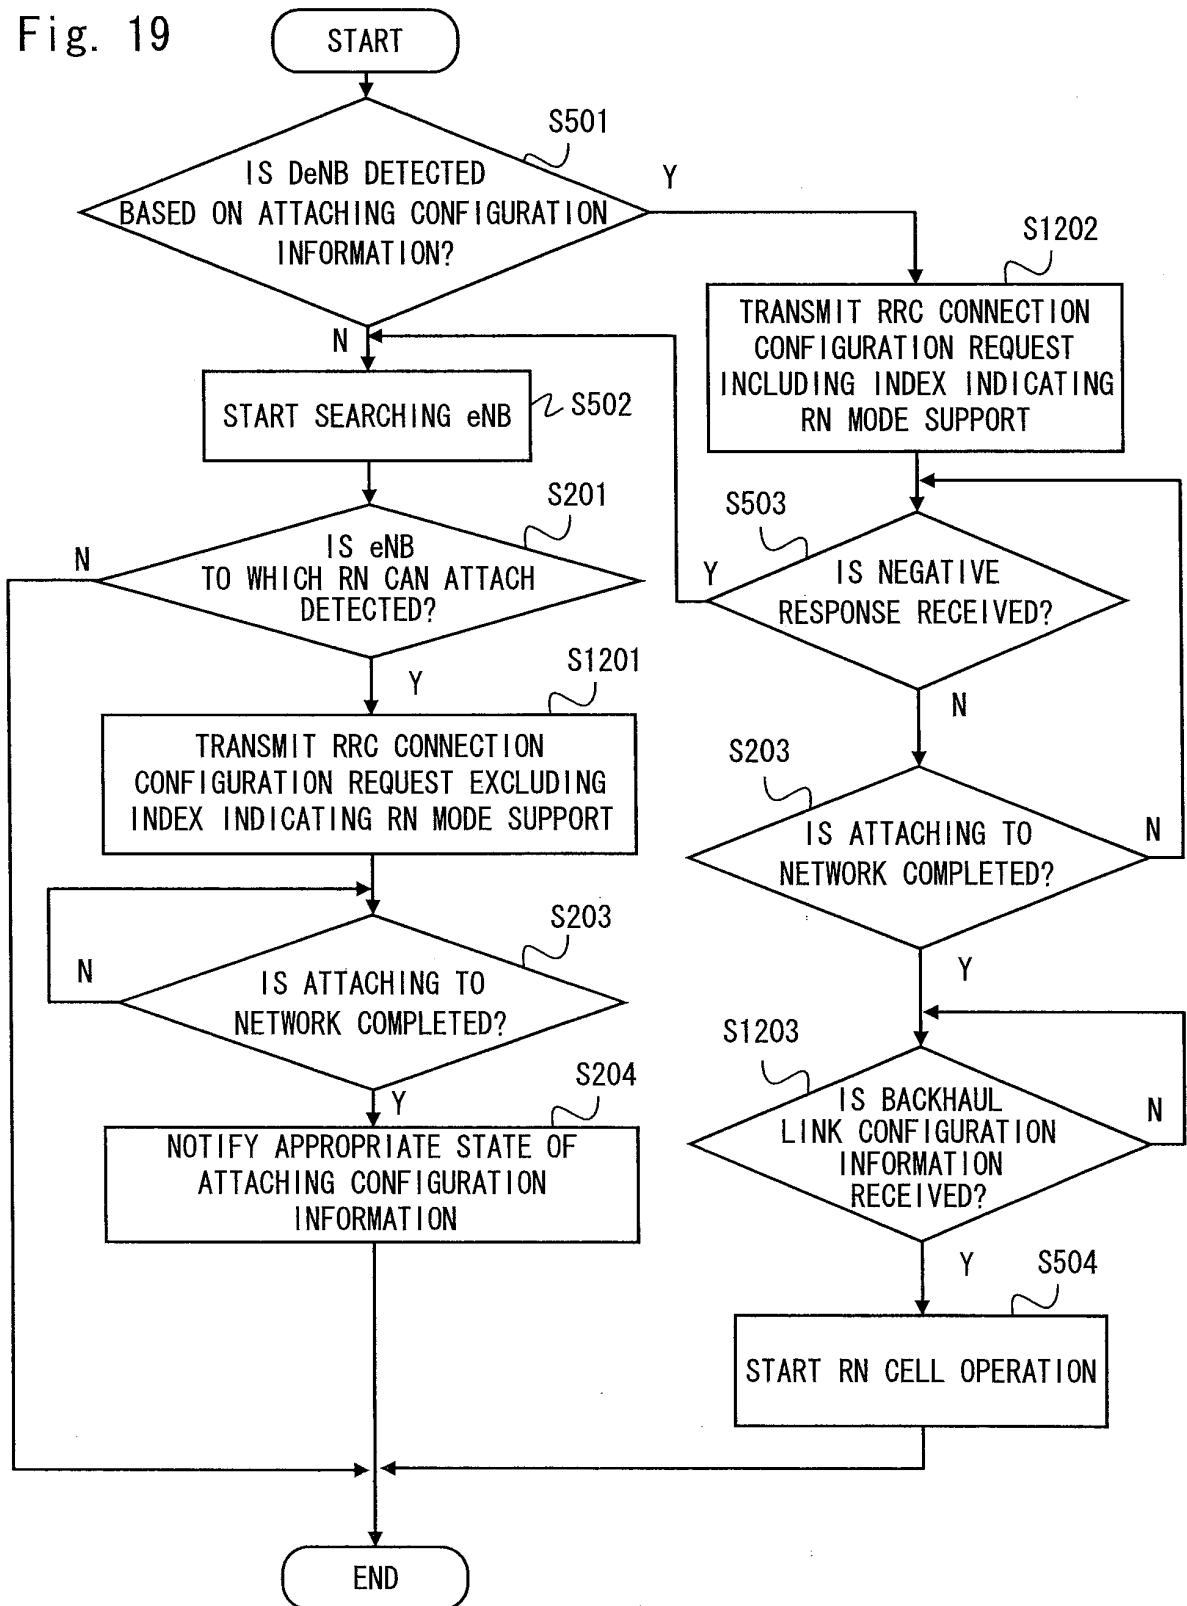 Fig. 19
START
S501
IS DeNB DETECTED
BASED ON ATTACHING CONFIGURATION
INFORMATION?
Y
N
S1202
TRANSMIT RRC CONNECTION
CONFIGURATION REQUEST
INCLUDING INDEX INDICATING
RN MODE SUPPORT
START SEARCHING eNB
S502
S201
IS eNB
TO WHICH RN CAN ATTACH
DETECTED?
N
Y
S503
IS NEGATIVE
RESPONSE RECEIVED?
Y
N
S1201
TRANSMIT RRC CONNECTION
CONFIGURATION REQUEST EXCLUDING
INDEX INDICATING RN MODE SUPPORT
S203
IS ATTACHING TO
NETWORK COMPLETED?
N
Y
S203
IS ATTACHING TO
NETWORK COMPLETED?
N
Y
S1203
IS BACKHAUL
LINK CONFIGURATION
INFORMATION
RECEIVED?
N
Y
S204
NOTIFY APPROPRIATE STATE OF
ATTACHING CONFIGURATION
INFORMATION
S504
START RN CELL OPERATION
END